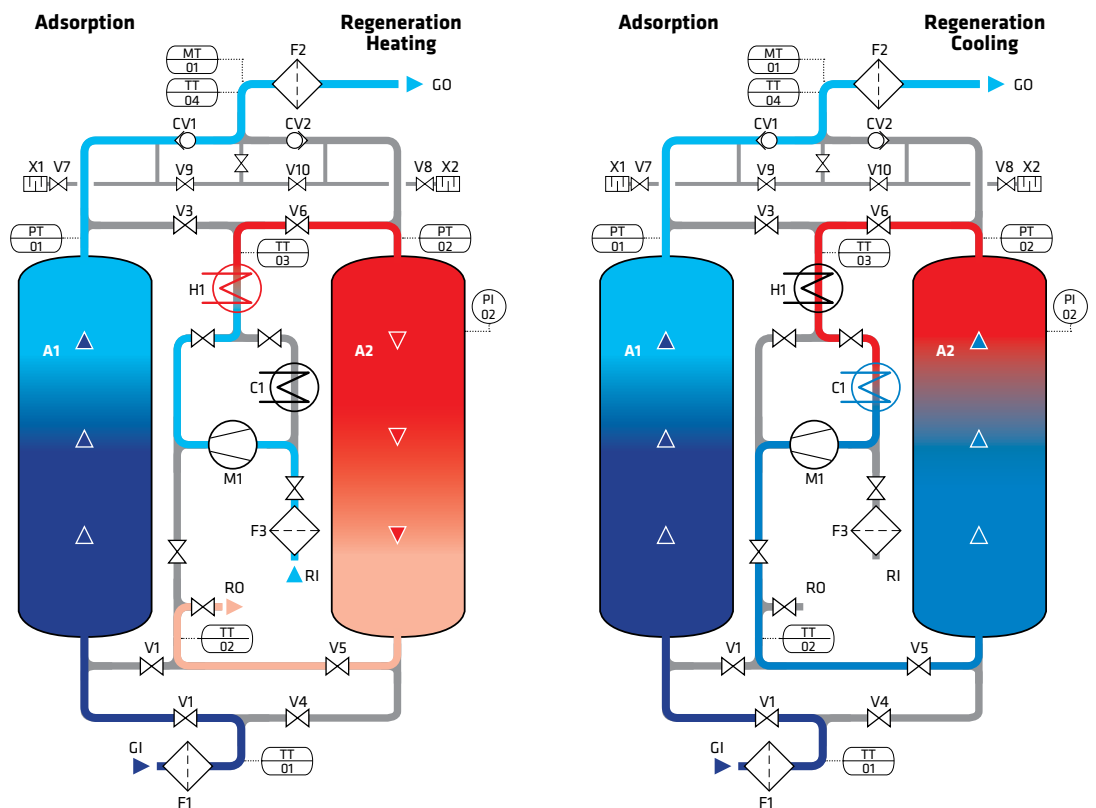 Adsorption
Regeneration
Heating
MT
01
F2
TT
04
GO
CV1
CV2
X1 V7
V9
V10
V8 X2
V3
V6
PT
01
TT
03
PT
02
H1
PI
02
A1
A2
C1
M1
F3
RI
RO
TT
02
V1
V5
V1
V4
GI
TT
01
F1
Adsorption
Regeneration
Cooling
MT
01
F2
TT
04
GO
CV1
CV2
X1 V7
V9
V10
V8 X2
V3
V6
PT
01
TT
03
PT
02
H1
PI
02
A1
A2
C1
M1
F3
RI
RO
TT
02
V1
V5
V1
V4
GI
TT
01
F1